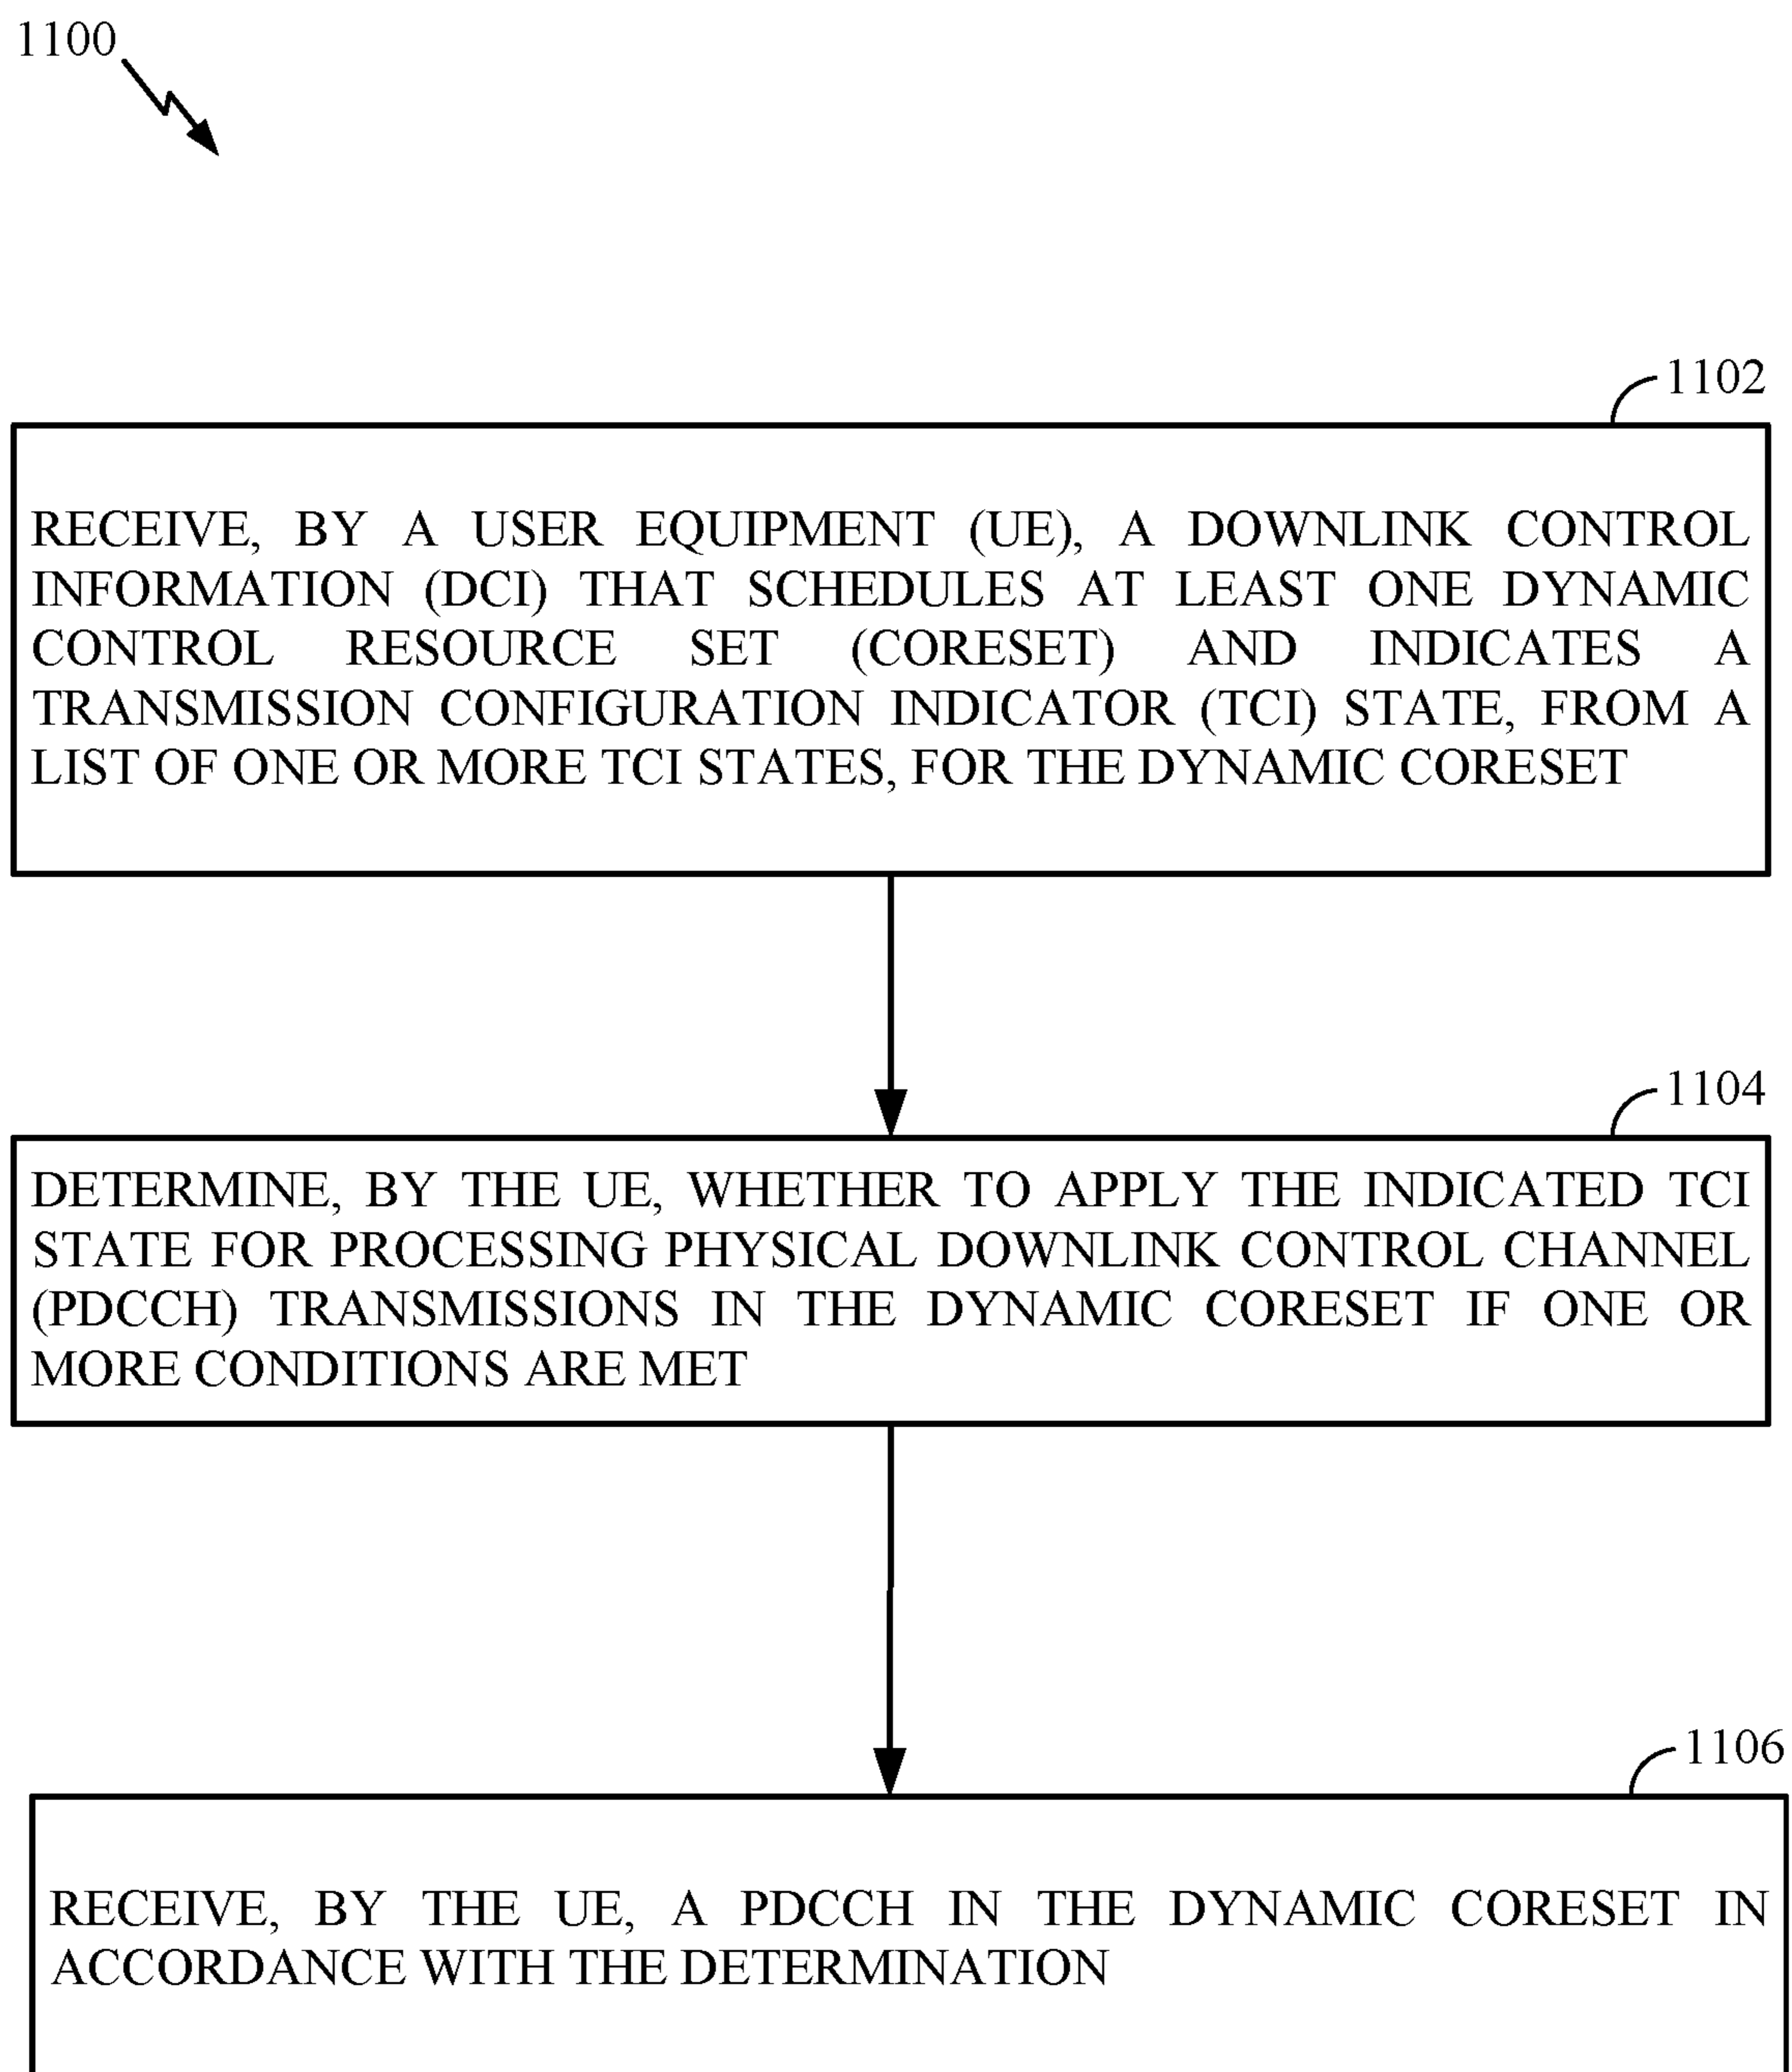 1100
1102
RECEIVE, BY A USER EQUIPMENT (UE), A DOWNLINK CONTROL
INFORMATION (DCI) THAT SCHEDULES AT LEAST ONE DYNAMIC
CONTROL RESOURCE SET (CORESET) AND INDICATES A
TRANSMISSION CONFIGURATION INDICATOR (TCI) STATE, FROM A
LIST OF ONE OR MORE TCI STATES, FOR THE DYNAMIC CORESET
1104
DETERMINE, BY THE UE, WHETHER TO APPLY THE INDICATED TCI
STATE FOR PROCESSING PHYSICAL DOWNLINK CONTROL CHANNEL
(PDCCH) TRANSMISSIONS IN THE DYNAMIC CORESET IF ONE OR
MORE CONDITIONS ARE MET
1106
RECEIVE, BY THE UE, A PDCCH IN THE DYNAMIC CORESET IN
ACCORDANCE WITH THE DETERMINATION